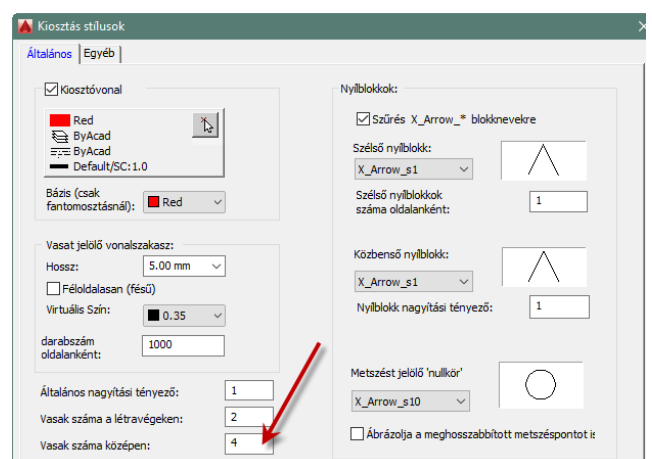 Kiosztás stílusok
Általános
Egyéb
Kiosztóvonal
Red
ByAcad
ByAcad
Default/SC:1.0
Bázis (csak
fantomosztásnál):
Red
Vasat jelölő vonalszakasz:
Hossz:
5.00 mm
Féloldalasan (fésű)
Virtuális Szín:
0.35
darabszám
oldalanként:
1000
Általános nagyítási tényező:
1
Vasak száma a létravégeken:
2
Vasak száma középen:
4
Nyílblokkok:
Szűrés X_Arrow_* blokknevekre
Szélső nyílblokk:
X_Arrow_s1
Szélső nyílblokkok
száma oldalanként:
1
Közbenső nyílblokk:
X_Arrow_s1
Nyílblokk nagyítási tényező:
1
Metszést jelölő 'nullkör'
X_Arrow_s10
Ábrázolja a meghosszabbított metszéspontot is